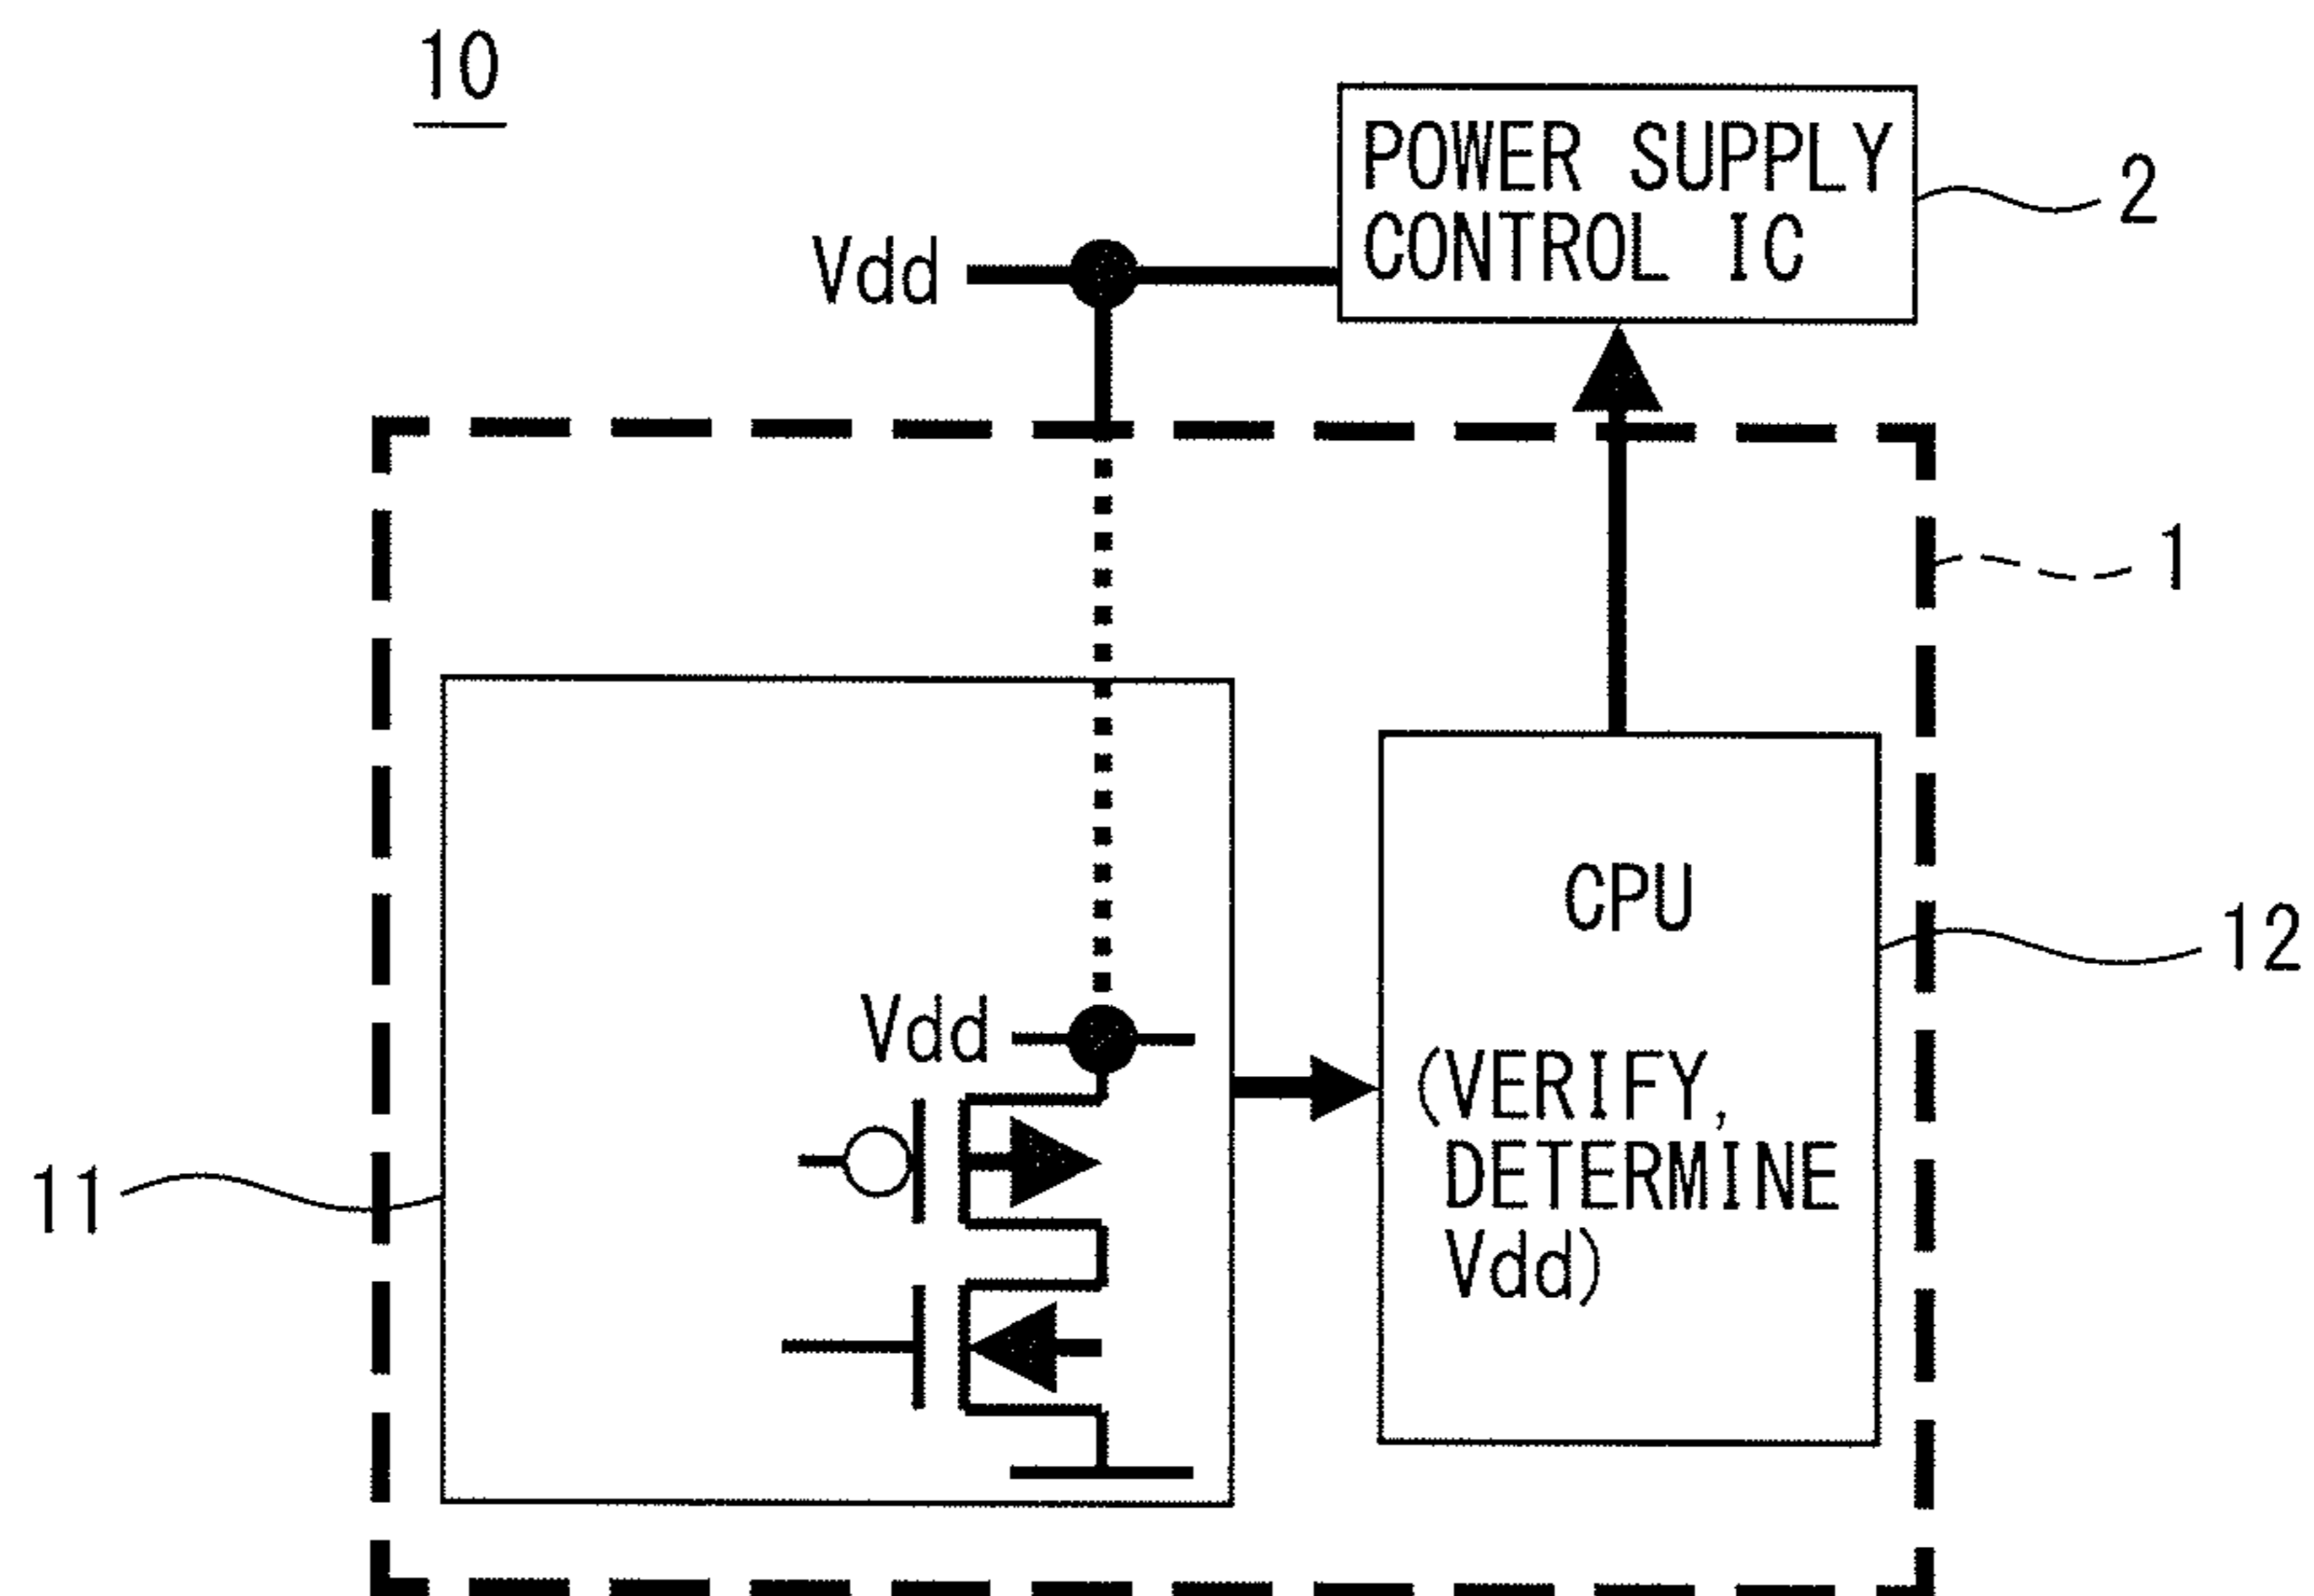 10
POWER SUPPLY
CONTROL IC
2
Vdd
1
CPU
12
(VERIFY,
DETERMINE
Vdd)
Vdd
11